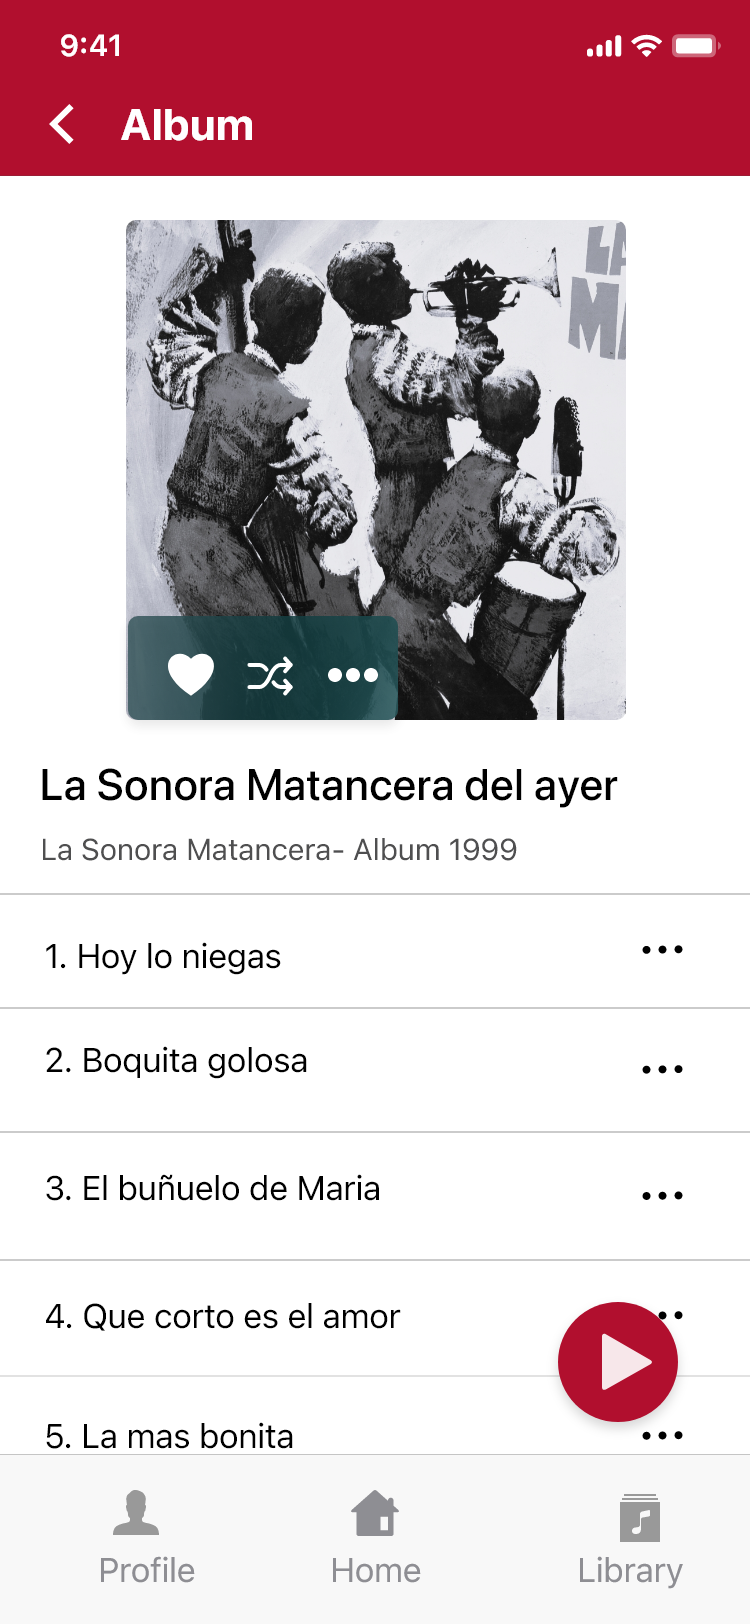 9:41
Album
LA
MA
La Sonora Matancera del ayer
La Sonora Matancera- Album 1999
1. Hoy lo niegas
2. Boquita golosa
3. El buñuelo de Maria
4. Que corto es el amor
5. La mas bonita
Profile
Home
Library